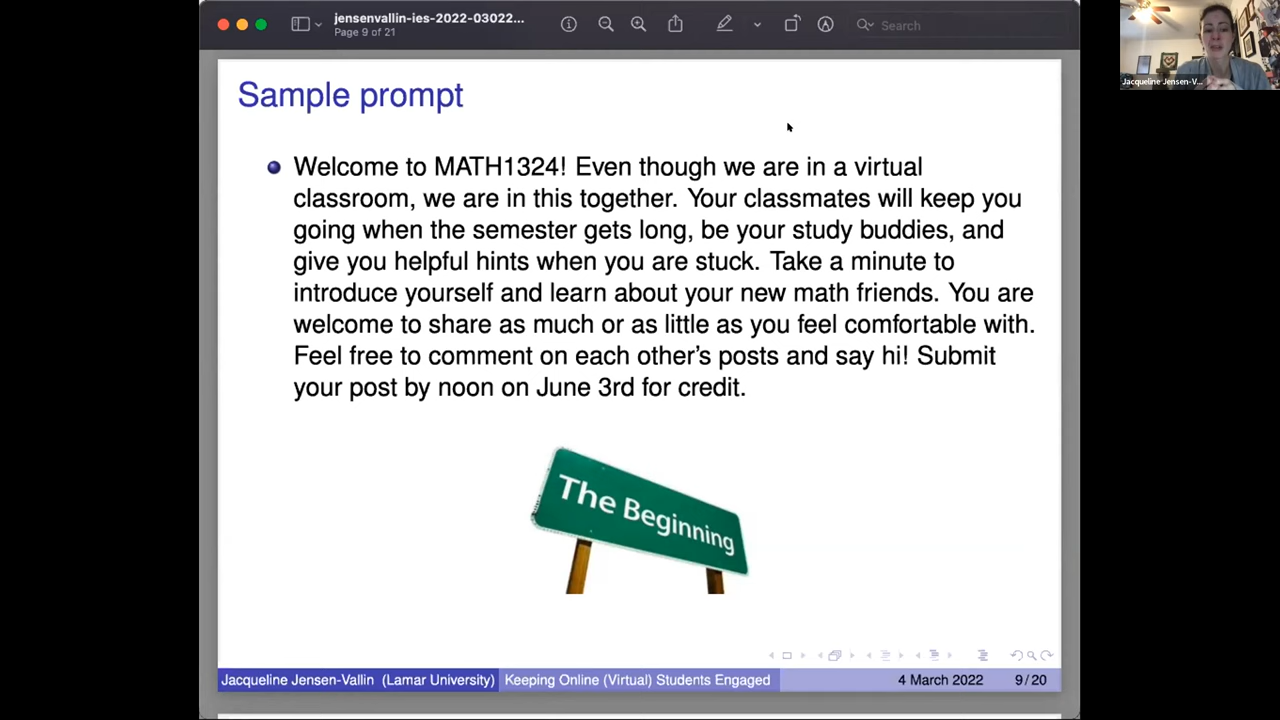 jensenvallin-ies-2022-03022...
Page 9 of 21
Search
Jacqueline Jensen-V...
Sample prompt
Welcome to MATH1324! Even though we are in a virtual
classroom, we are in this together. Your classmates will keep you
going when the semester gets long, be your study buddies, and
give you helpful hints when you are stuck. Take a minute to
introduce yourself and learn about your new math friends. You are
welcome to share as much or as little as you feel comfortable with.
Feel free to comment on each other's posts and say hi! Submit
your post by noon on June 3rd for credit.
The Beginning
Jacqueline Jensen-Vallin (Lamar University)
Keeping Online (Virtual) Students Engaged
4 March 2022
9/20